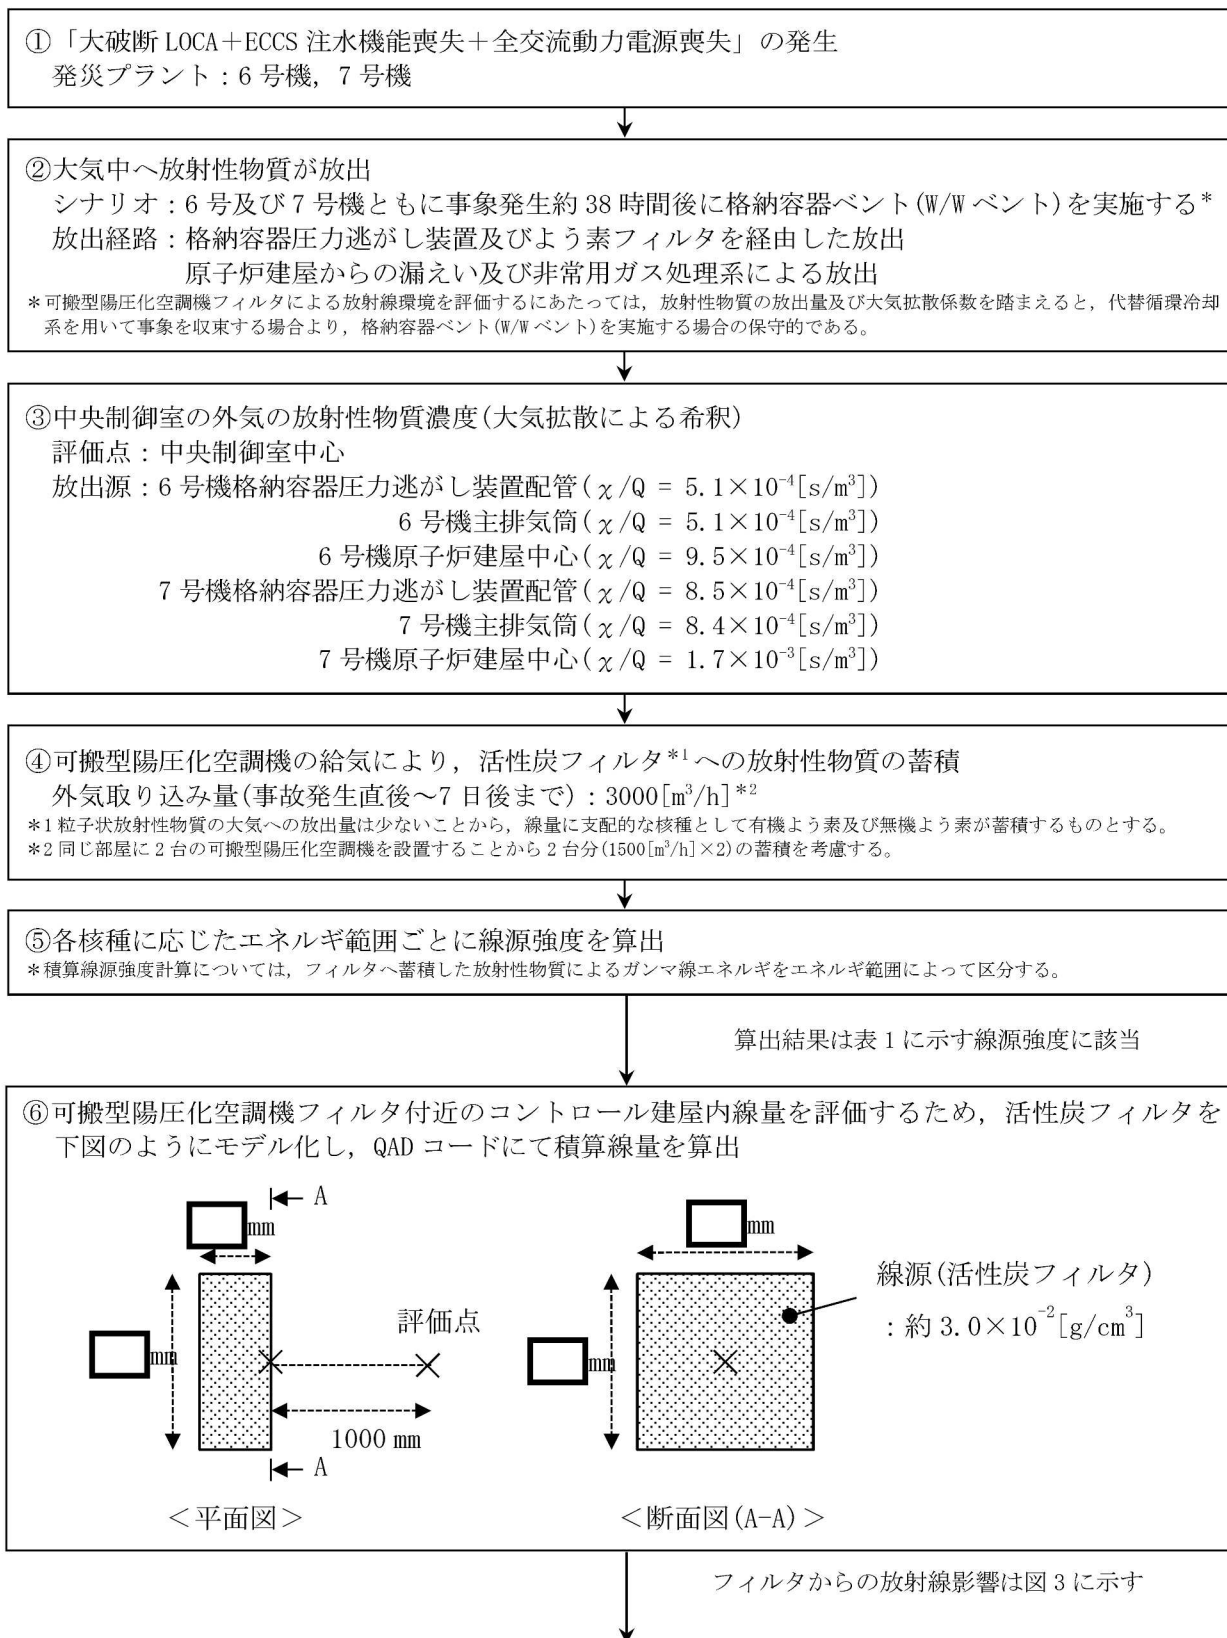 ①「大破断 LOCA＋ECCS 注水機能喪失＋全交流動力電源喪失」の発生
発災プラント：6 号機，7 号機
②大気中へ放射性物質が放出
シナリオ：6 号及び 7 号機ともに事象発生約 38 時間後に格納容器ベント(W/W ベント)を実施する*
放出経路：格納容器圧力逃がし装置及びよう素フィルタを経由した放出
原子炉建屋からの漏えい及び非常用ガス処理系による放出
*可搬型陽圧化空調機フィルタによる放射線環境を評価するにあたっては，放射性物質の放出量及び大気拡散係数を踏まえると，代替循環冷却
系を用いて事象を収束する場合より，格納容器ベント(W/W ベント)を実施する場合の保守的である。
③中央制御室の外気の放射性物質濃度(大気拡散による希釈)
評価点：中央制御室中心
放出源：6 号機格納容器圧力逃がし装置配管(χ/Q = 5.1×10⁻⁴[s/m³])
6 号機主排気筒(χ/Q = 5.1×10⁻⁴[s/m³])
6 号機原子炉建屋中心(χ/Q = 9.5×10⁻⁴[s/m³])
7 号機格納容器圧力逃がし装置配管(χ/Q = 8.5×10⁻⁴[s/m³])
7 号機主排気筒(χ/Q = 8.4×10⁻⁴[s/m³])
7 号機原子炉建屋中心(χ/Q = 1.7×10⁻³[s/m³])
④可搬型陽圧化空調機の給気により，活性炭フィルタ*¹への放射性物質の蓄積
外気取り込み量(事故発生直後～7 日後まで)：3000[m³/h]*²
*1 粒子状放射性物質の大気への放出量は少ないことから，線量に支配的な核種として有機よう素及び無機よう素が蓄積するものとする。
*2 同じ部屋に 2 台の可搬型陽圧化空調機を設置することから 2 台分(1500[m³/h]×2)の蓄積を考慮する。
⑤各核種に応じたエネルギ範囲ごとに線源強度を算出
*積算線源強度計算については，フィルタへ蓄積した放射性物質によるガンマ線エネルギをエネルギ範囲によって区分する。
算出結果は表 1 に示す線源強度に該当
⑥可搬型陽圧化空調機フィルタ付近のコントロール建屋内線量を評価するため，活性炭フィルタを
下図のようにモデル化し，QAD コードにて積算線量を算出
A
mm
mm
評価点
1000 mm
A
＜平面図＞
mm
mm
線源(活性炭フィルタ)
：約 3.0×10⁻²[g/cm³]
＜断面図(A-A)＞
フィルタからの放射線影響は図 3 に示す